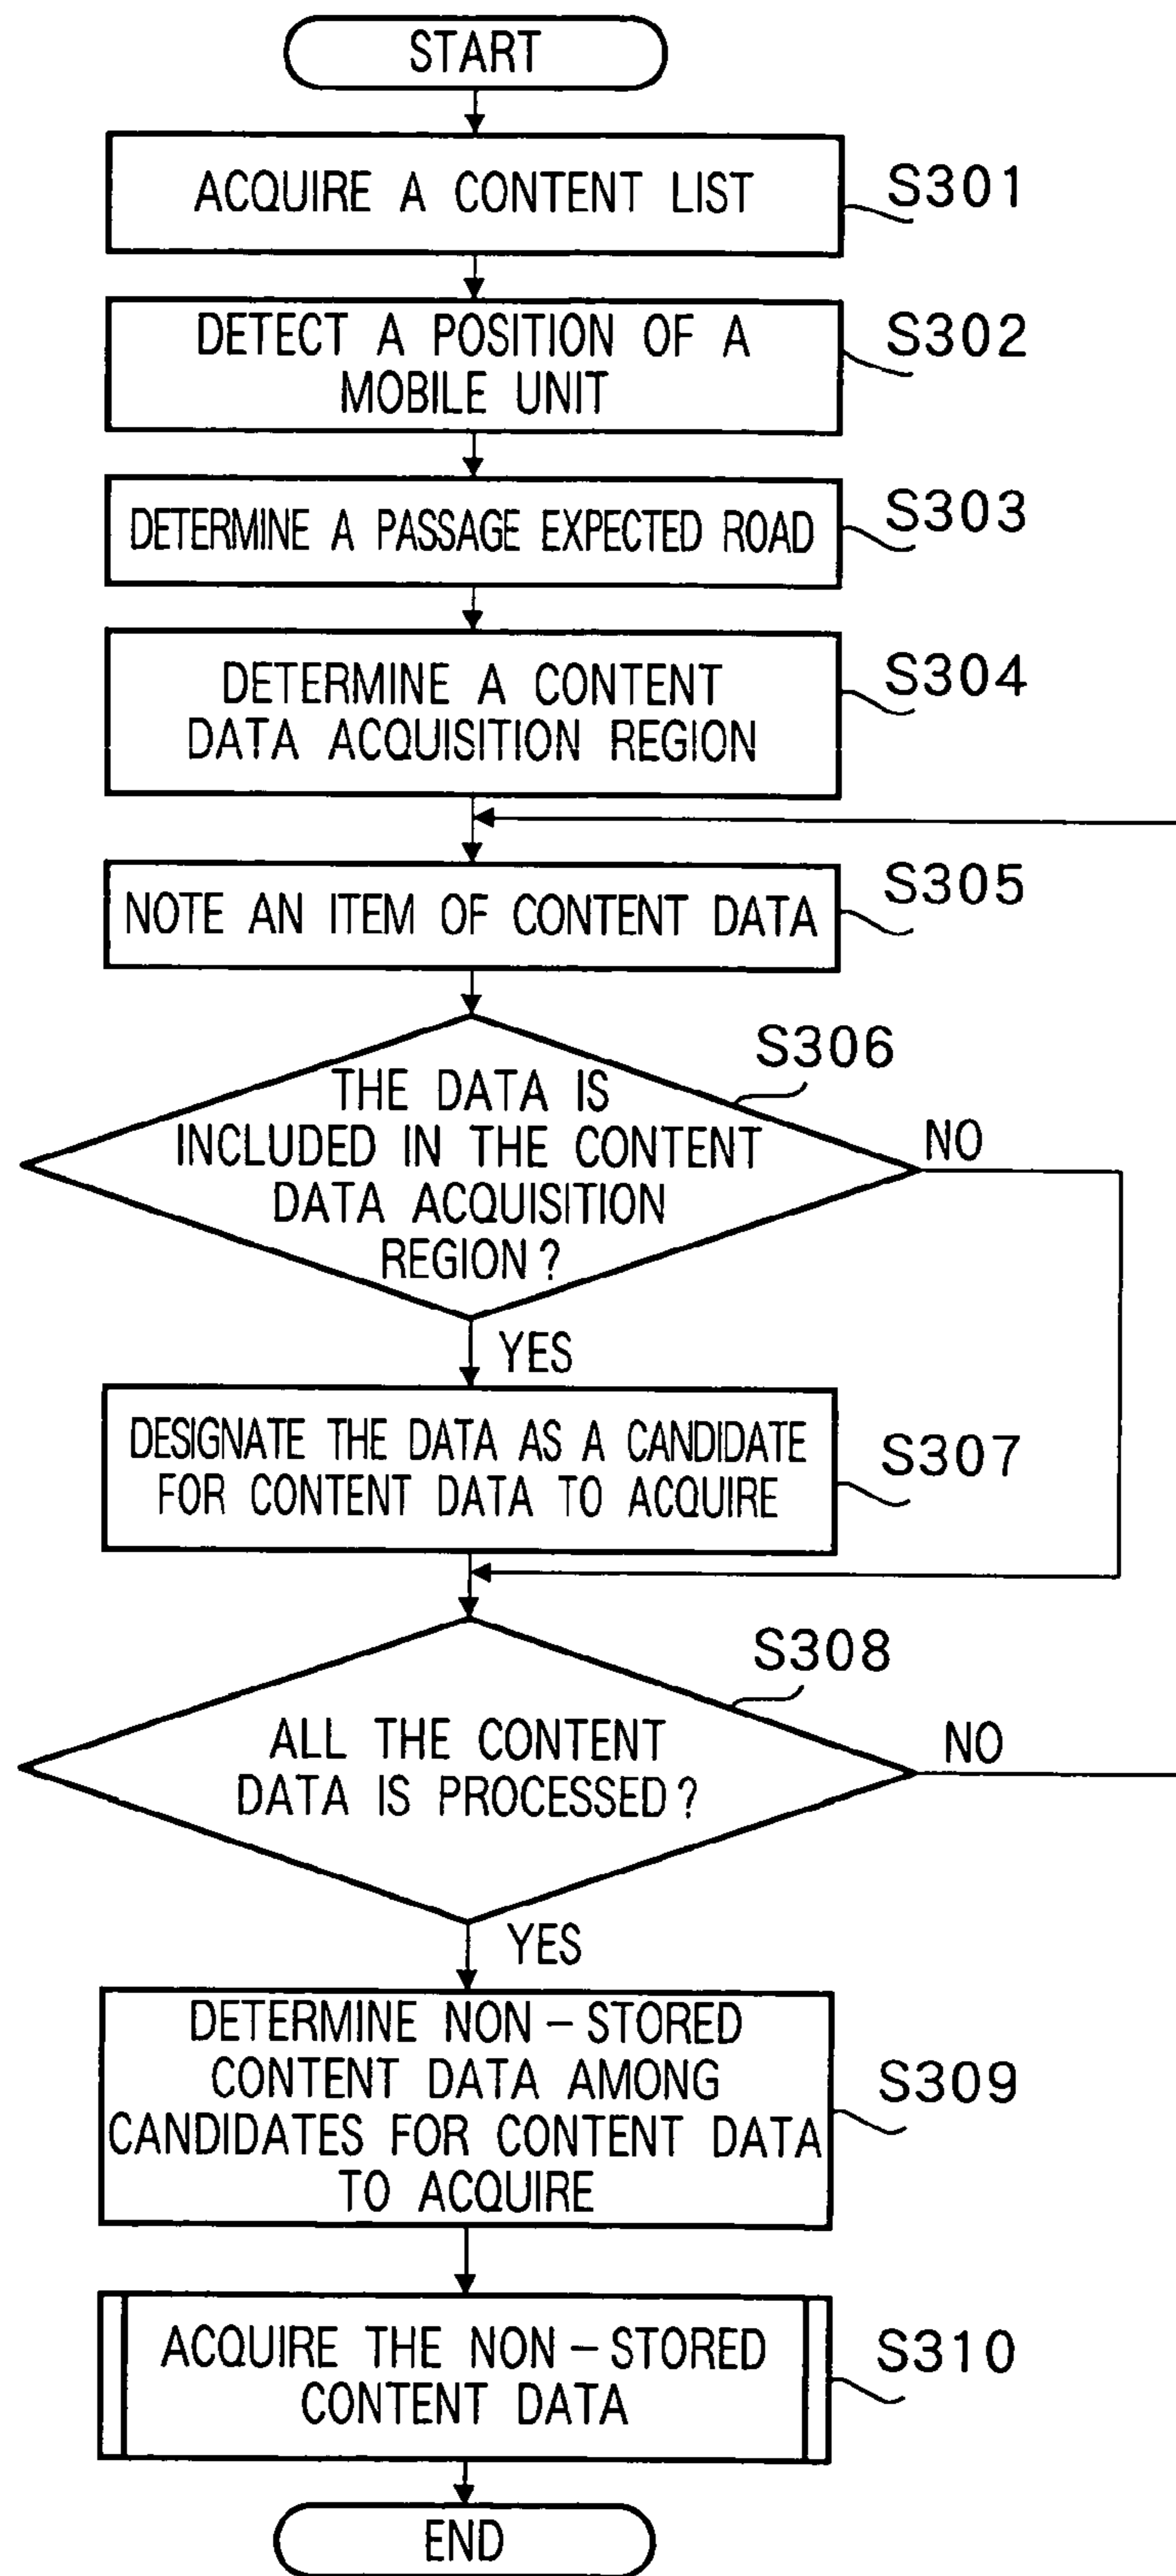 START
ACQUIRE A CONTENT LIST
S301
DETECT A POSITION OF A
MOBILE UNIT
S302
DETERMINE A PASSAGE EXPECTED ROAD
S303
DETERMINE A CONTENT
DATA ACQUISITION REGION
S304
NOTE AN ITEM OF CONTENT DATA
S305
S306
THE DATA IS
INCLUDED IN THE CONTENT
DATA ACQUISITION
REGION?
NO
YES
DESIGNATE THE DATA AS A CANDIDATE
FOR CONTENT DATA TO ACQUIRE
S307
S308
ALL THE CONTENT
DATA IS PROCESSED?
NO
YES
DETERMINE NON-STORED
CONTENT DATA AMONG
CANDIDATES FOR CONTENT DATA
TO ACQUIRE
S309
ACQUIRE THE NON-STORED
CONTENT DATA
S310
END